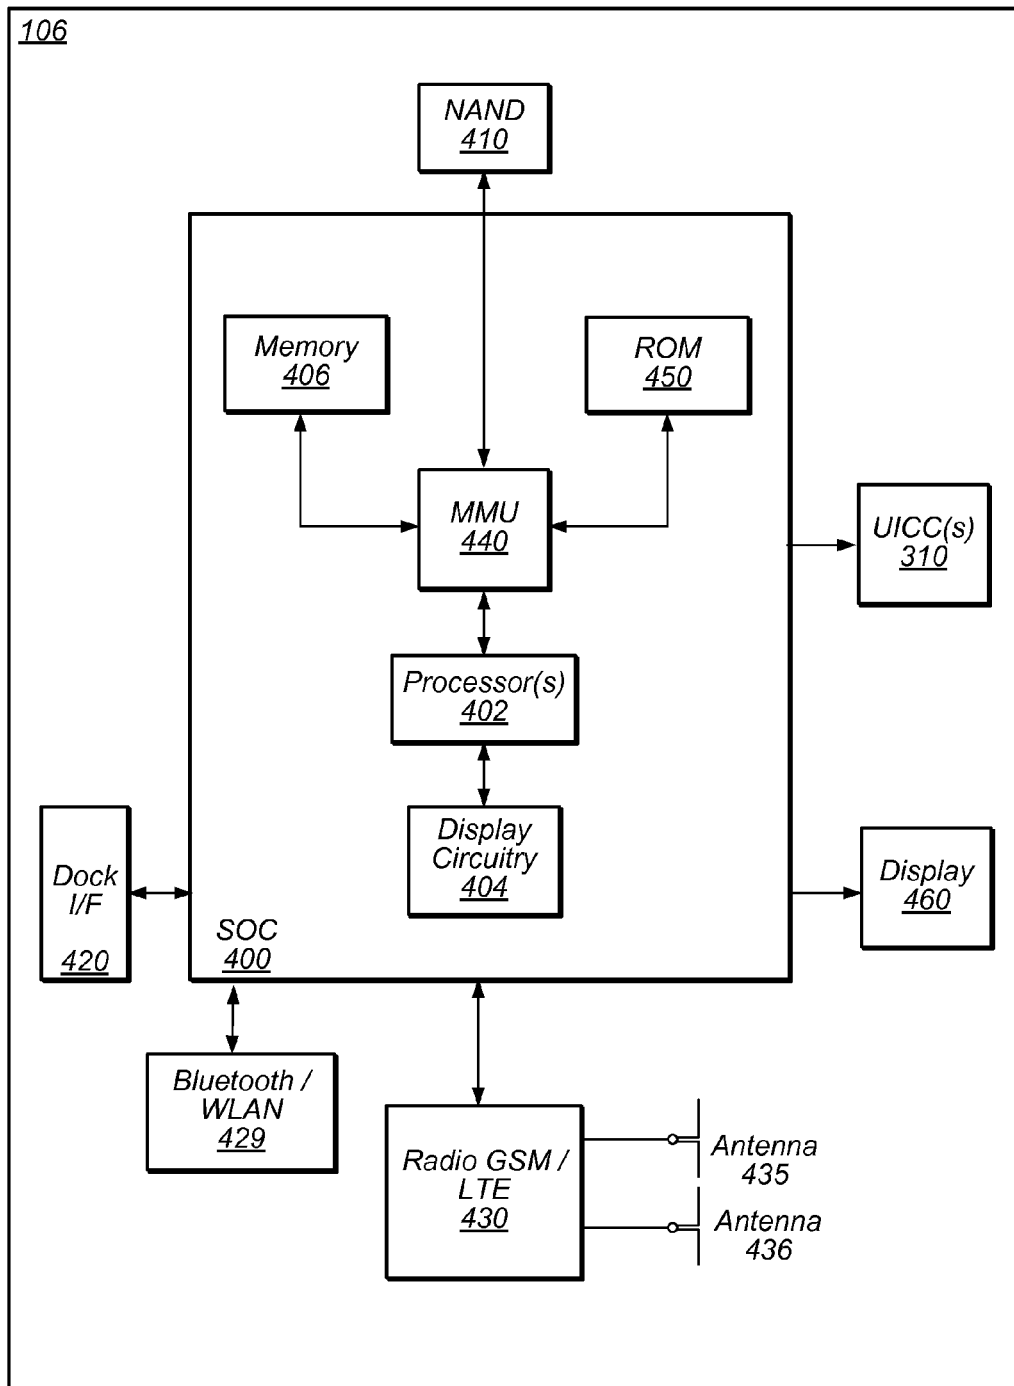 106
NAND
410
Memory
406
ROM
450
MMU
440
UICC(s)
310
Processor(s)
402
Display
Circuitry
404
Dock
I/F
420
Display
460
SOC
400
Bluetooth /
WLAN
429
Radio GSM /
LTE
430
Antenna
435
Antenna
436